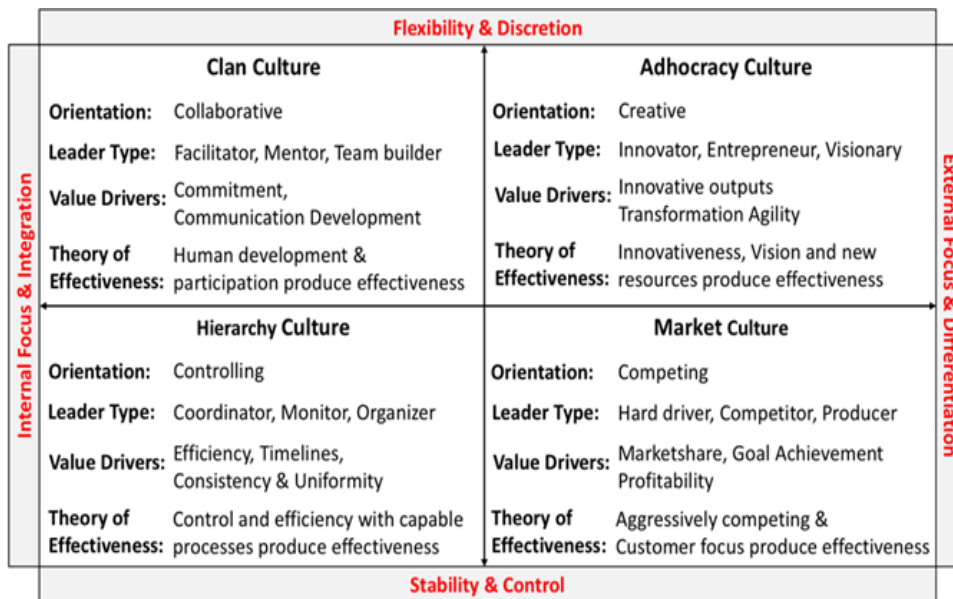 Flexibility & Discretion
Internal Focus & Integration
Clan Culture
Orientation: Collaborative
Leader Type: Facilitator, Mentor, Team builder
Value Drivers: Commitment,
Communication Development
Theory of Human development &
Effectiveness: participation produce effectiveness
Adhocracy Culture
Orientation: Creative
Leader Type: Innovator, Entrepreneur, Visionary
Value Drivers: Innovative outputs
Transformation Agility
Theory of Innovativeness, Vision and new
Effectiveness: resources produce effectiveness
External Focus & Differentiation
Hierarchy Culture
Orientation: Controlling
Leader Type: Coordinator, Monitor, Organizer
Value Drivers: Efficiency, Timelines,
Consistency & Uniformity
Theory of Control and efficiency with capable
Effectiveness: processes produce effectiveness
Market Culture
Orientation: Competing
Leader Type: Hard driver, Competitor, Producer
Value Drivers: Marketshare, Goal Achievement
Profitability
Theory of Aggressively competing &
Effectiveness: Customer focus produce effectiveness
Stability & Control